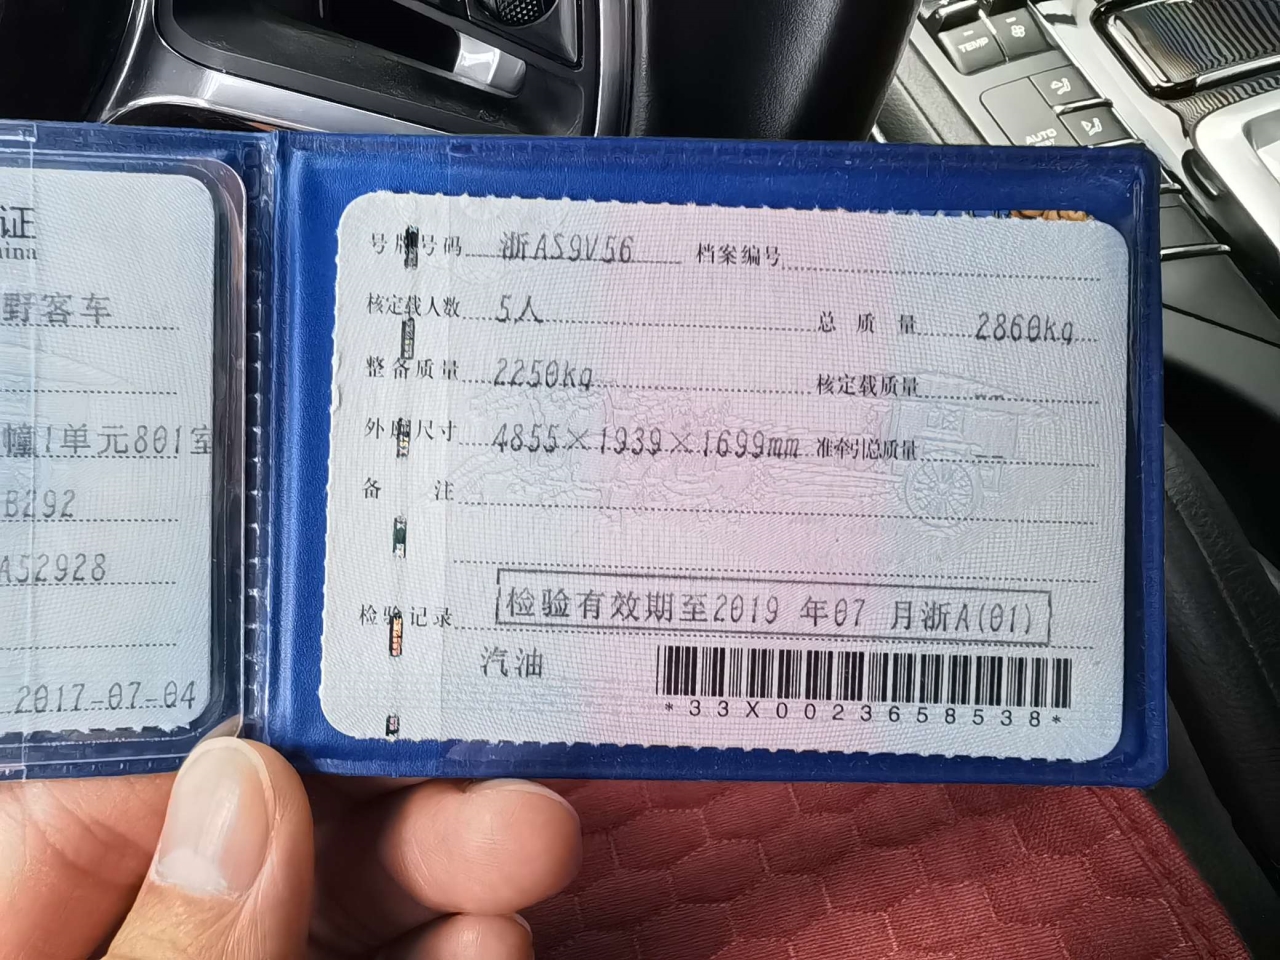 证
hina
野客车
幢1单元801室
B292
A52928
2017-07-04
号牌号码 浙AS9V56 档案编号
核定载人数 5人 总质量 2860kg
整备质量 2250kg 核定载质量 --
外廓尺寸 4855×1939×1699mm 准牵引总质量 --
备注
检验记录 检验有效期至2019 年07 月浙A(01)
汽油
*33X0023658538*
TEMP
AUTO